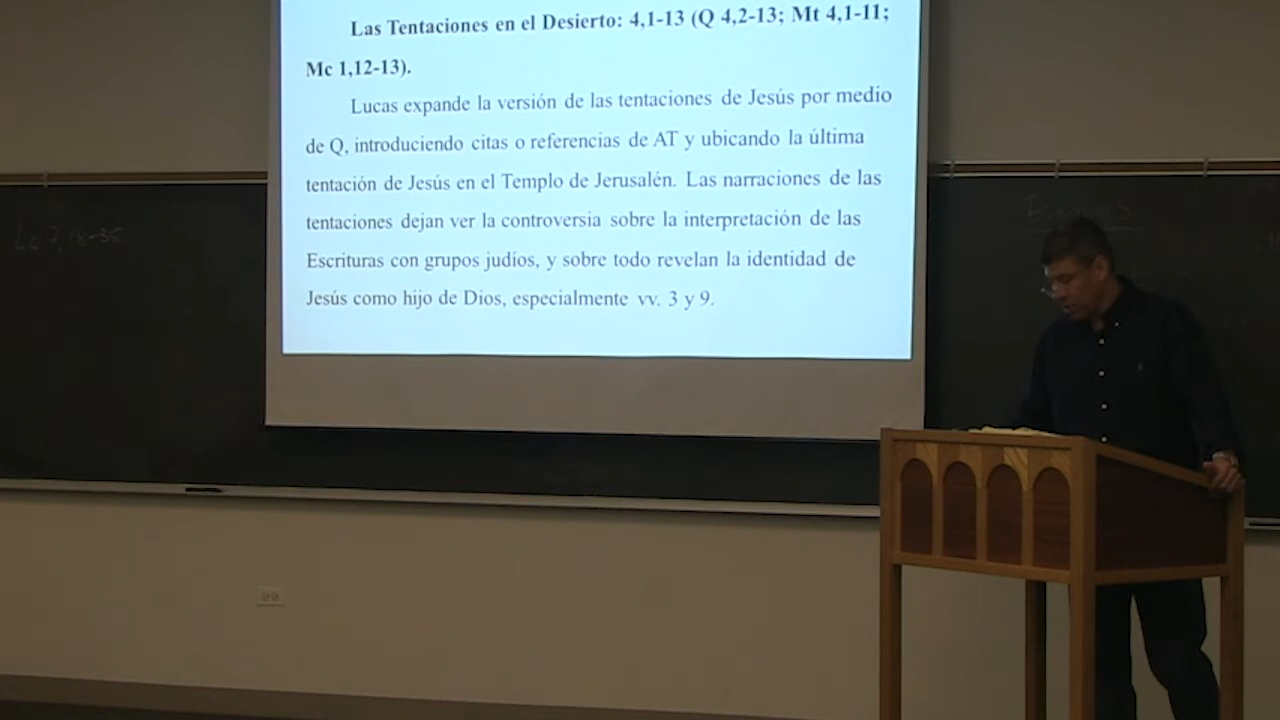 Las Tentaciones en el Desierto: 4,1-13 (Q 4,2-13; Mt 4,1-11;
Mc 1,12-13).
Lucas expande la versión de las tentaciones de Jesús por medio
de Q, introduciendo citas o referencias de AT y ubicando la última
tentación de Jesús en el Templo de Jerusalén. Las narraciones de las
tentaciones dejan ver la controversia sobre la interpretación de las
Escrituras con grupos judíos, y sobre todo revelan la identidad de
Jesús como hijo de Dios, especialmente vv. 3 y 9.
Lc 7,18-35